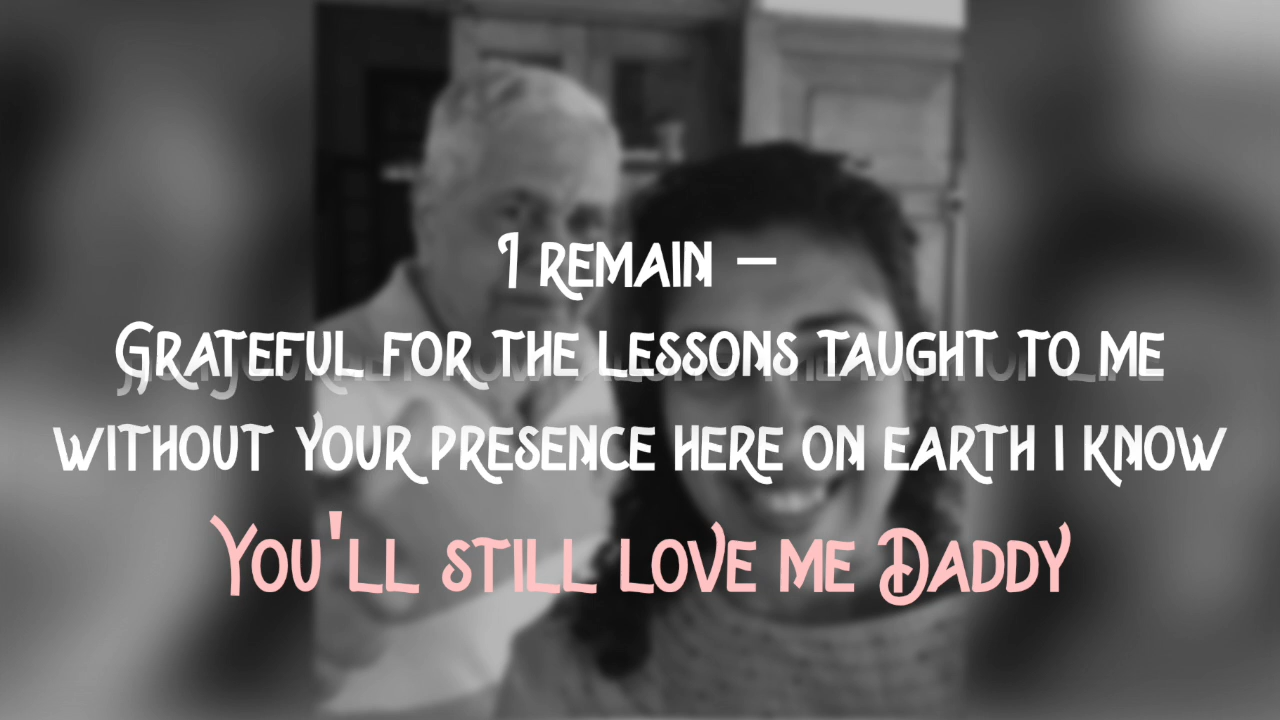 I remain –
Grateful for the lessons taught to me
without your presence here on earth I know
You'll still love me Daddy